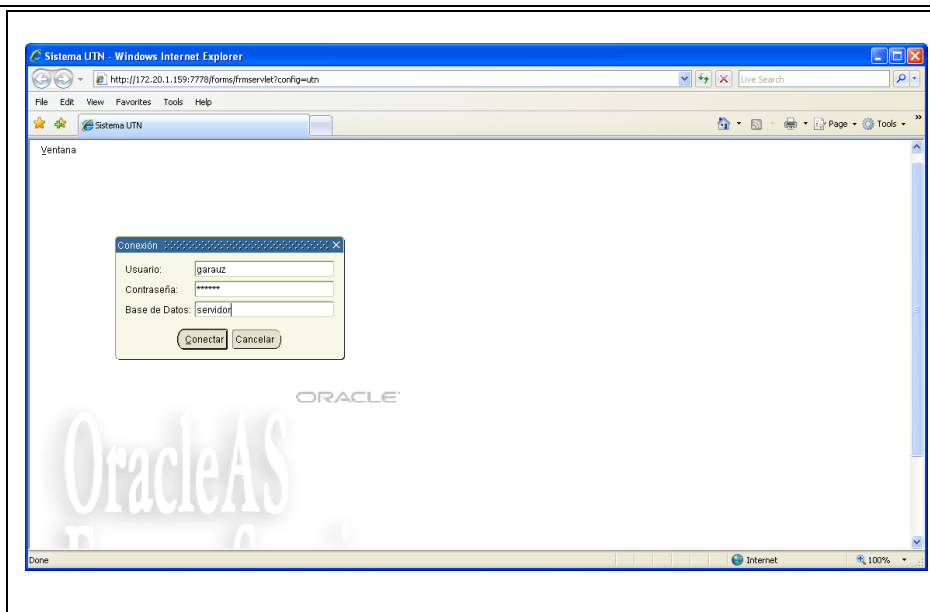 Sistema UTN - Windows Internet Explorer
http://172.20.1.159:7778/forms/frmservlet?config=utn
Live Search
File Edit View Favorites Tools Help
Sistema UTN
Page Tools
Ventana
Conexión
Usuario: garauz
Contraseña: ******
Base de Datos: servidor
Conectar Cancelar
ORACLE
OracleAS
Done
Internet
100%